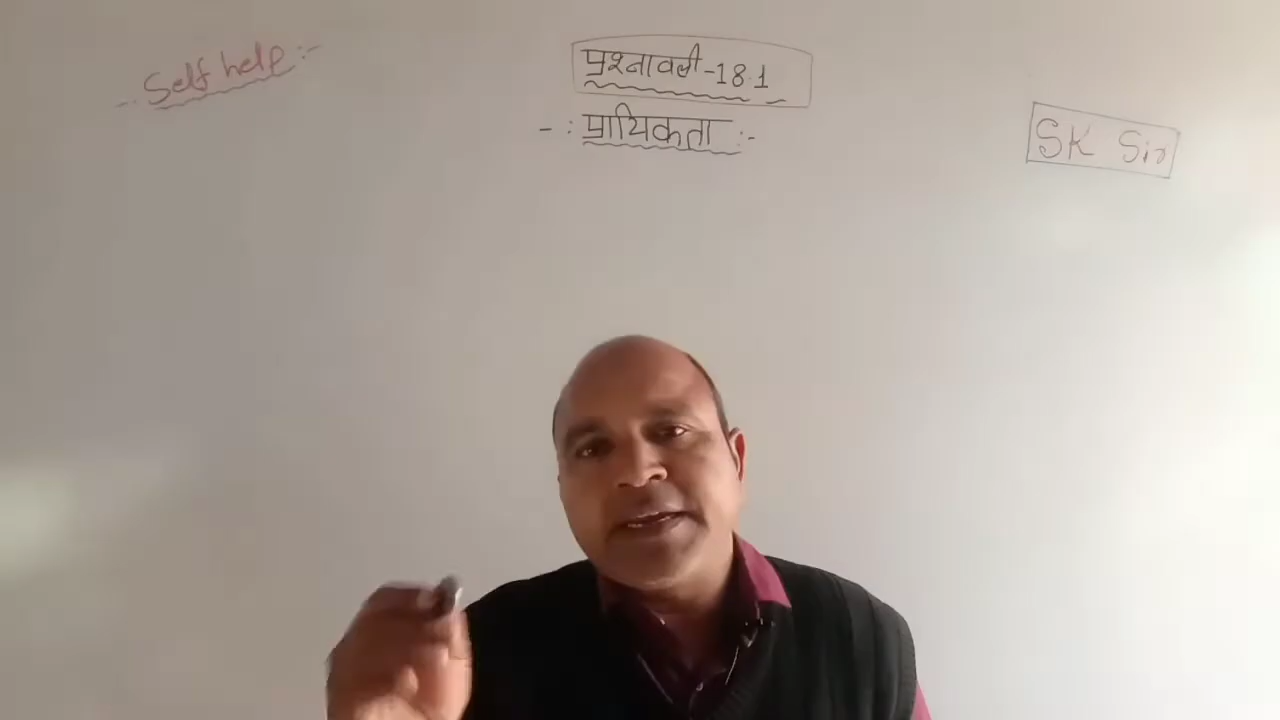 -: Self help :-
प्रश्नावली-18.1
-: प्रायिकता :-
SK Sir